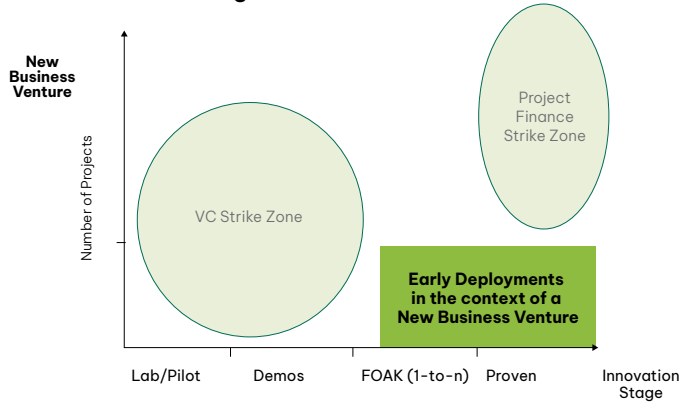 New
Business
Venture
Number of Projects
VC Strike Zone
Project
Finance
Strike Zone
Early Deployments
in the context of a
New Business Venture
Lab/Pilot
Demos
FOAK (1-to-n)
Proven
Innovation
Stage